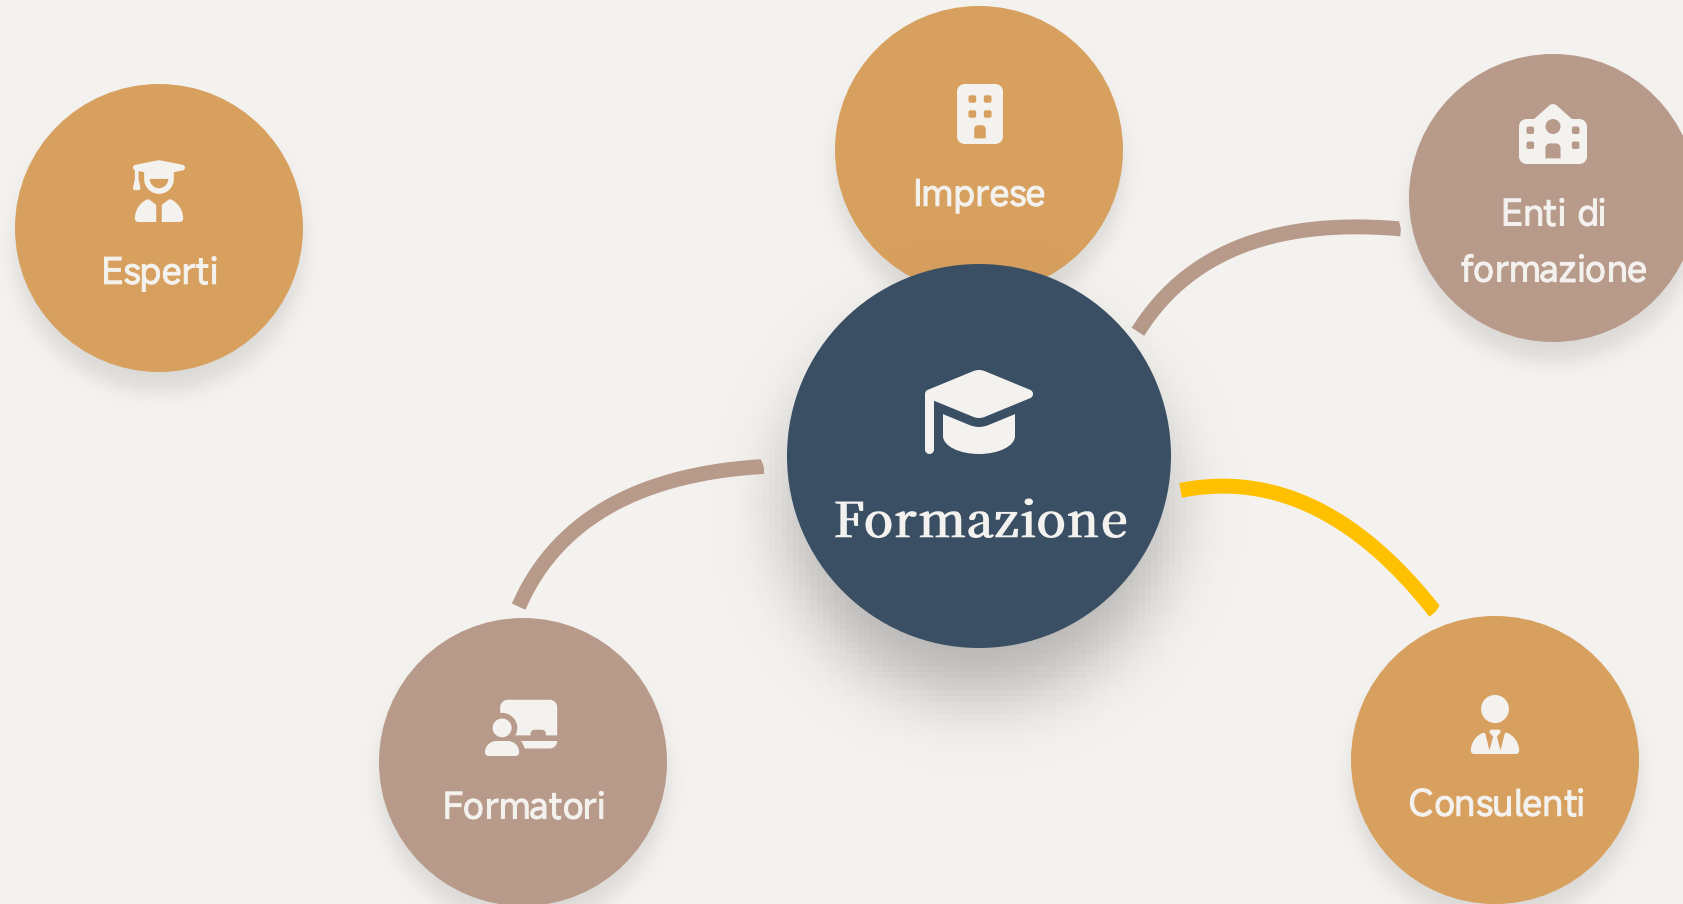 Imprese
Enti di
formazione
Esperti
Formazione
Formatori
Consulenti